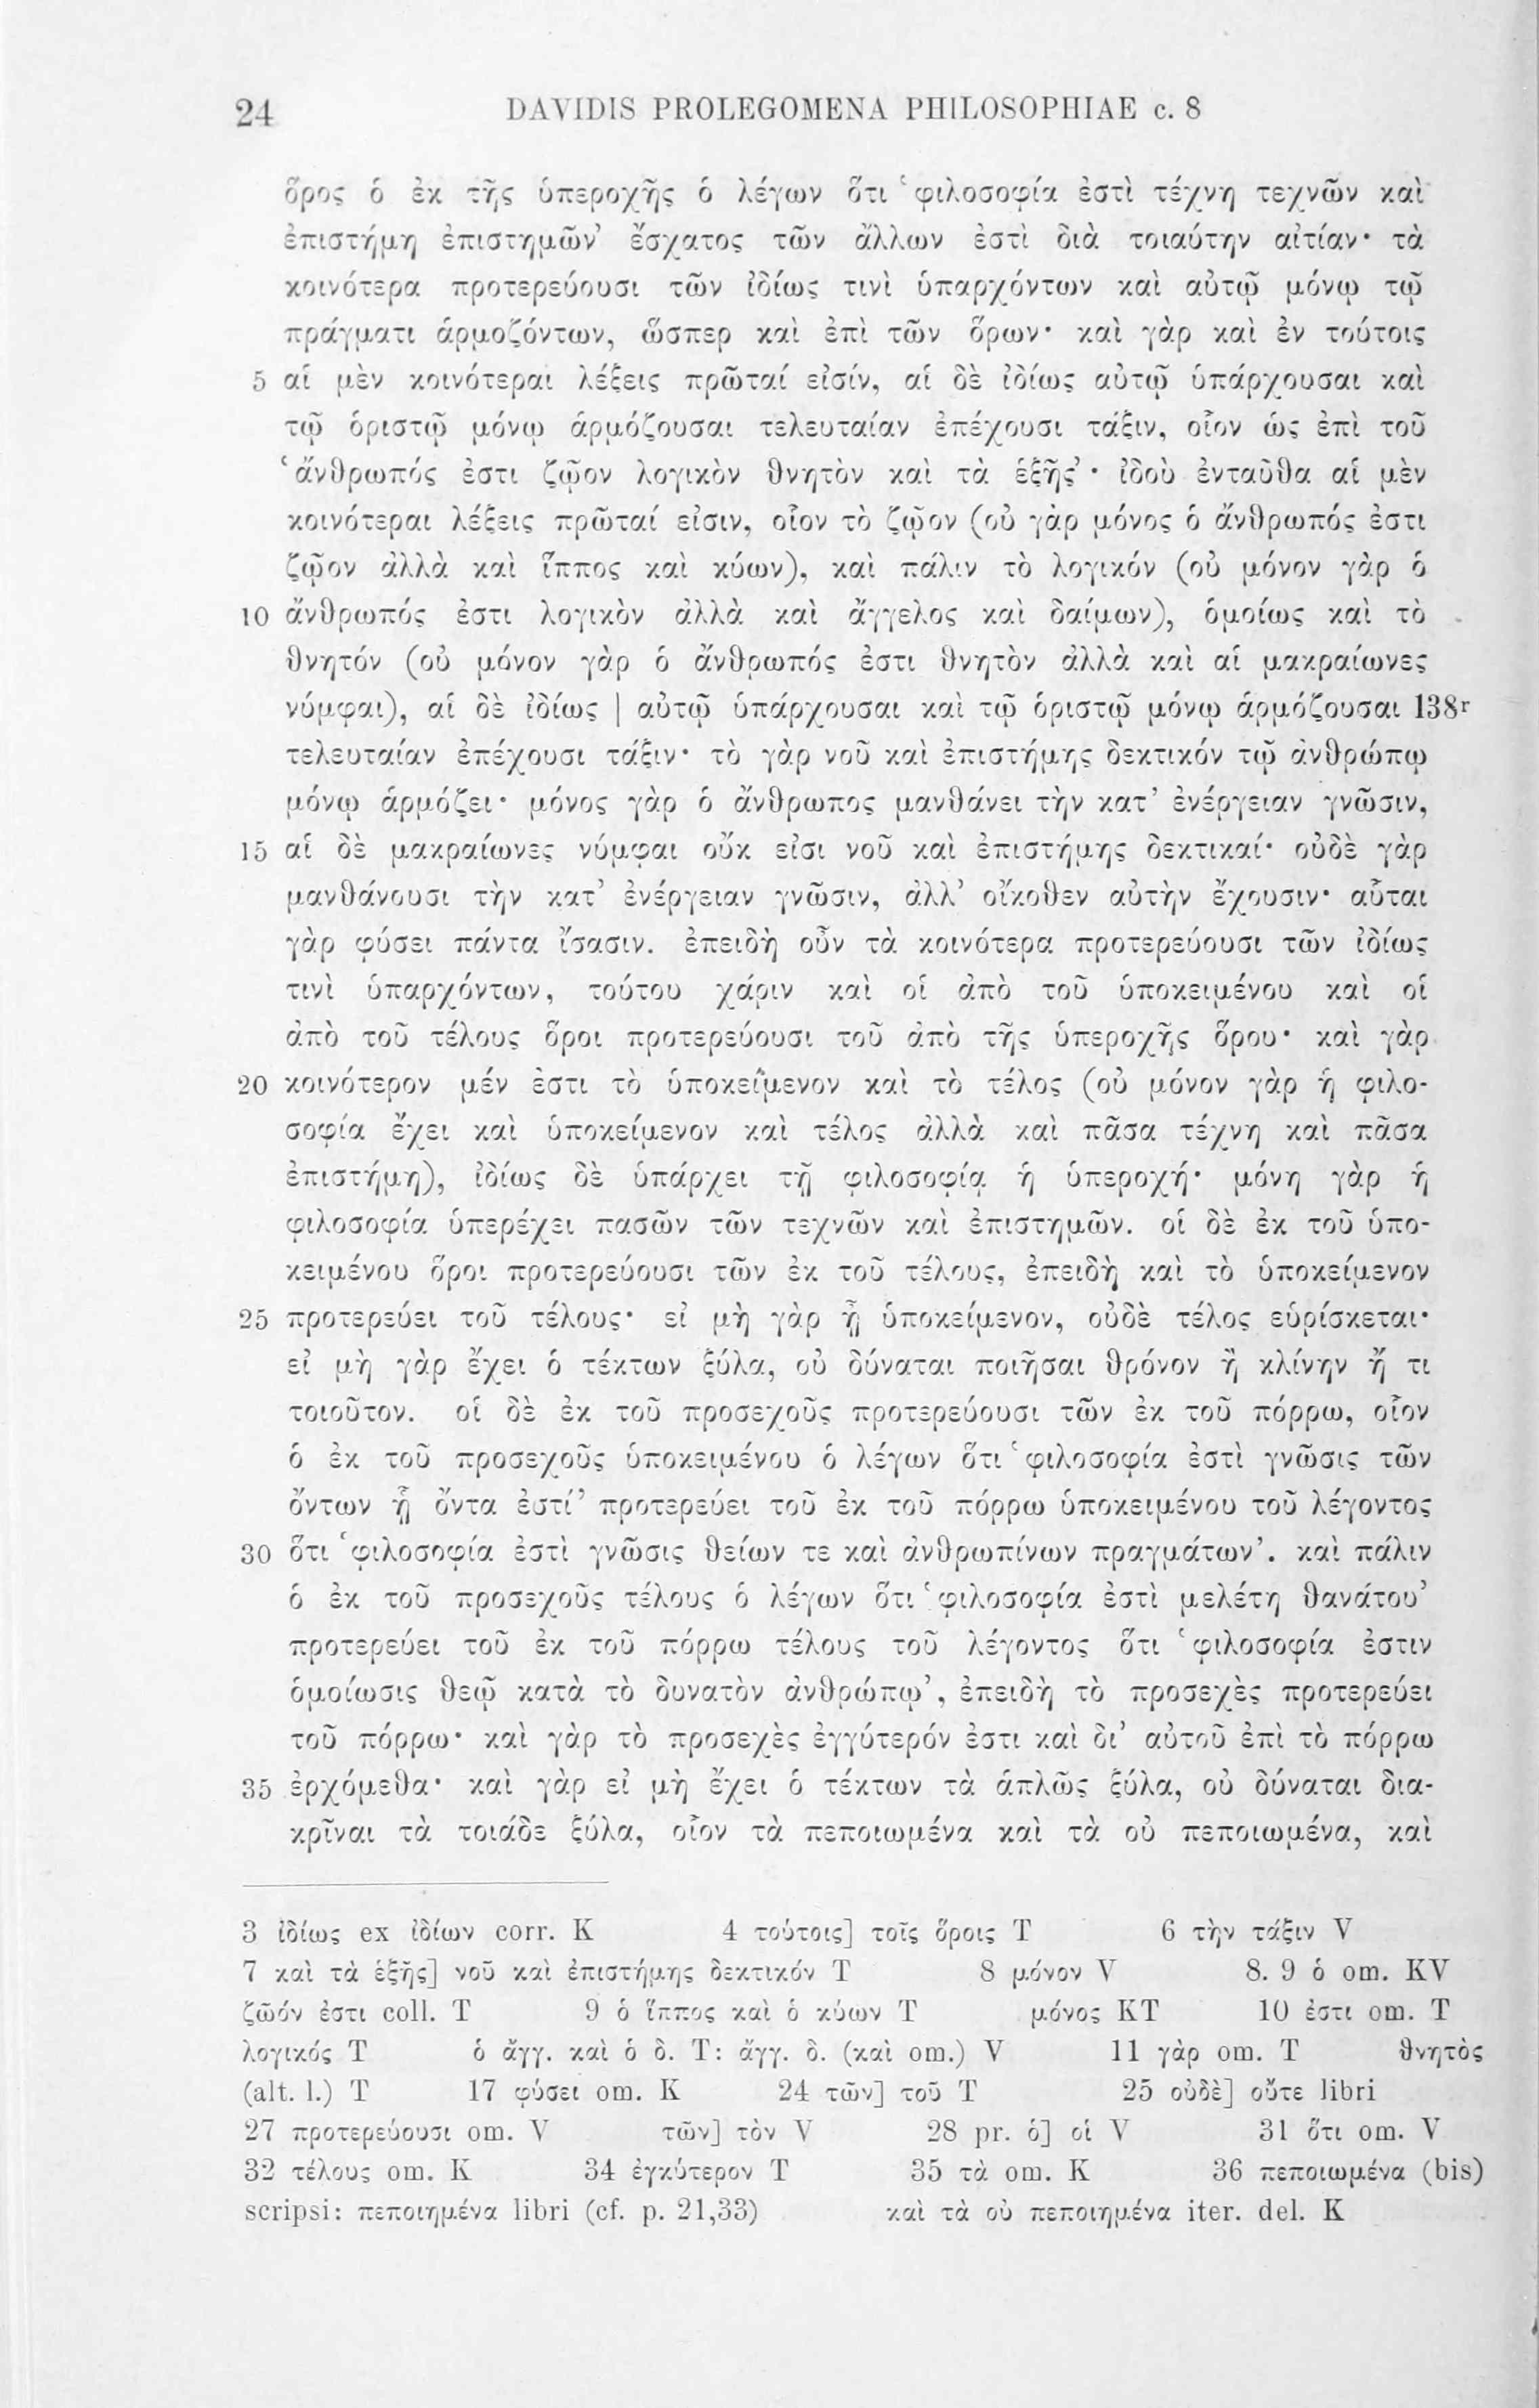 24 DAVIDIS PROLEGOMENA PHILOSOPHIAE c. 8
ὅρος ὁ ἐκ τῆς ὑπεροχῆς ὁ λέγων ὅτι ‘φιλοσοφία ἐστὶ τέχνη τεχνῶν καὶ
ἐπιστήμη ἐπιστημῶν’ ἔσχατος τῶν ἄλλων ἐστὶ διὰ τοιαύτην αἰτίαν· τὰ
κοινότερα προτερεύουσι τῶν ἰδίως τινὶ ὑπαρχόντων καὶ αὐτῷ μόνῳ τῷ
πράγματι ἁρμοζόντων, ὥσπερ καὶ ἐπὶ τῶν ὅρων· καὶ γὰρ καὶ ἐν τούτοις
5 αἱ μὲν κοινότεραι λέξεις πρῶταί εἰσίν, αἱ δὲ ἰδίως αὐτῷ ὑπάρχουσαι καὶ
τῷ ὁριστῷ μόνῳ ἁρμόζουσαι τελευταίαν ἐπέχουσι τάξιν, οἷον ὡς ἐπὶ τοῦ
‘ἄνθρωπός ἐστι ζῷον λογικὸν θνητὸν καὶ τὰ ἑξῆς’· ἰδοὺ ἐνταῦθα αἱ μὲν
κοινότεραι λέξεις πρῶταί εἰσιν, οἷον τὸ ζῷον (οὐ γὰρ μόνος ὁ ἄνθρωπός ἐστι
ζῷον ἀλλὰ καὶ ἵππος καὶ κύων), καὶ πάλιν τὸ λογικόν (οὐ μόνον γὰρ ὁ
10 ἄνθρωπός ἐστι λογικὸν ἀλλὰ καὶ ἄγγελος καὶ δαίμων), ὁμοίως καὶ τὸ
θνητόν (οὐ μόνον γὰρ ὁ ἄνθρωπός ἐστι θνητὸν ἀλλὰ καὶ αἱ μακραίωνες
νύμφαι), αἱ δὲ ἰδίως | αὐτῷ ὑπάρχουσαι καὶ τῷ ὁριστῷ μόνῳ ἁρμόζουσαι 138r
τελευταίαν ἐπέχουσι τάξιν· τὸ γὰρ νοῦ καὶ ἐπιστήμης δεκτικόν τῷ ἀνθρώπῳ
μόνῳ ἁρμόζει· μόνος γὰρ ὁ ἄνθρωπος μανθάνει τὴν κατ’ ἐνέργειαν γνῶσιν,
15 αἱ δὲ μακραίωνες νύμφαι οὔκ εἰσι νοῦ καὶ ἐπιστήμης δεκτικαί· οὐδὲ γὰρ
μανθάνουσι τὴν κατ’ ἐνέργειαν γνῶσιν, ἀλλ’ οἴκοθεν αὐτὴν ἔχουσιν· αὗται
γὰρ φύσει πάντα ἴσασιν. ἐπειδὴ οὖν τὰ κοινότερα προτερεύουσι τῶν ἰδίως
τινὶ ὑπαρχόντων, τούτου χάριν καὶ οἱ ἀπὸ τοῦ ὑποκειμένου καὶ οἱ
ἀπὸ τοῦ τέλους ὅροι προτερεύουσι τοῦ ἀπὸ τῆς ὑπεροχῆς ὅρου· καὶ γὰρ
20 κοινότερον μέν ἐστι τὸ ὑποκείμενον καὶ τὸ τέλος (οὐ μόνον γὰρ ἡ φιλο-
σοφία ἔχει καὶ ὑποκείμενον καὶ τέλος ἀλλὰ καὶ πᾶσα τέχνη καὶ πᾶσα
ἐπιστήμη), ἰδίως δὲ ὑπάρχει τῇ φιλοσοφίᾳ ἡ ὑπεροχή· μόνη γὰρ ἡ
φιλοσοφία ὑπερέχει πασῶν τῶν τεχνῶν καὶ ἐπιστημῶν. οἱ δὲ ἐκ τοῦ ὑπο-
κειμένου ὅροι προτερεύουσι τῶν ἐκ τοῦ τέλους, ἐπειδὴ καὶ τὸ ὑποκείμενον
25 προτερεύει τοῦ τέλους· εἰ μὴ γὰρ ᾖ ὑποκείμενον, οὐδὲ τέλος εὑρίσκεται·
εἰ μὴ γὰρ ἔχει ὁ τέκτων ξύλα, οὐ δύναται ποιῆσαι θρόνον ἢ κλίνην ἤ τι
τοιοῦτον. οἱ δὲ ἐκ τοῦ προσεχοῦς προτερεύουσι τῶν ἐκ τοῦ πόρρω, οἷον
ὁ ἐκ τοῦ προσεχοῦς ὑποκειμένου ὁ λέγων ὅτι ‘φιλοσοφία ἐστὶ γνῶσις τῶν
ὄντων ᾗ ὄντα ἐστί’ προτερεύει τοῦ ἐκ τοῦ πόρρω ὑποκειμένου τοῦ λέγοντος
30 ὅτι ‘φιλοσοφία ἐστὶ γνῶσις θείων τε καὶ ἀνθρωπίνων πραγμάτων’. καὶ πάλιν
ὁ ἐκ τοῦ προσεχοῦς τέλους ὁ λέγων ὅτι ‘φιλοσοφία ἐστὶ μελέτη θανάτου’
προτερεύει τοῦ ἐκ τοῦ πόρρω τέλους τοῦ λέγοντος ὅτι ‘φιλοσοφία ἐστιν
ὁμοίωσις θεῷ κατὰ τὸ δυνατὸν ἀνθρώπῳ’, ἐπειδὴ τὸ προσεχὲς προτερεύει
τοῦ πόρρω· καὶ γὰρ τὸ προσεχὲς ἐγγύτερόν ἐστι καὶ δι’ αὐτοῦ ἐπὶ τὸ πόρρω
35 ἐρχόμεθα· καὶ γὰρ εἰ μὴ ἔχει ὁ τέκτων τὰ ἁπλῶς ξύλα, οὐ δύναται δια-
κρῖναι τὰ τοιάδε ξύλα, οἷον τὰ πεποιωμένα καὶ τὰ οὐ πεποιωμένα, καὶ
3 ἰδίως ex ἰδίων corr. K 4 τούτοις] τοῖς ὅροις T 6 τὴν τάξιν V
7 καὶ τὰ ἑξῆς] νοῦ καὶ ἐπιστήμης δεκτικόν T 8 μόνον V 8. 9 ὁ om. KV
ζῶόν ἐστι coll. T 9 ὁ ἵππος καὶ ὁ κύων T μόνος KT 10 ἐστι om. T
λογικός T ὁ ἄγγ. καὶ ὁ δ. T: ἄγγ. δ. (καὶ om.) V 11 γὰρ om. T θνητὸς
(alt. l.) T 17 φύσει om. K 24 τῶν] τοῦ T 25 οὐδὲ] οὔτε libri
27 προτερεύουσι om. V τῶν] τὸν V 28 pr. ὁ] οἱ V 31 ὅτι om. V
32 τέλους om. K 34 ἐγκύτερον T 35 τὰ om. K 36 πεποιωμένα (bis)
scripsi: πεποιημένα libri (cf. p. 21,33) καὶ τὰ οὐ πεποιημένα iter. del. K